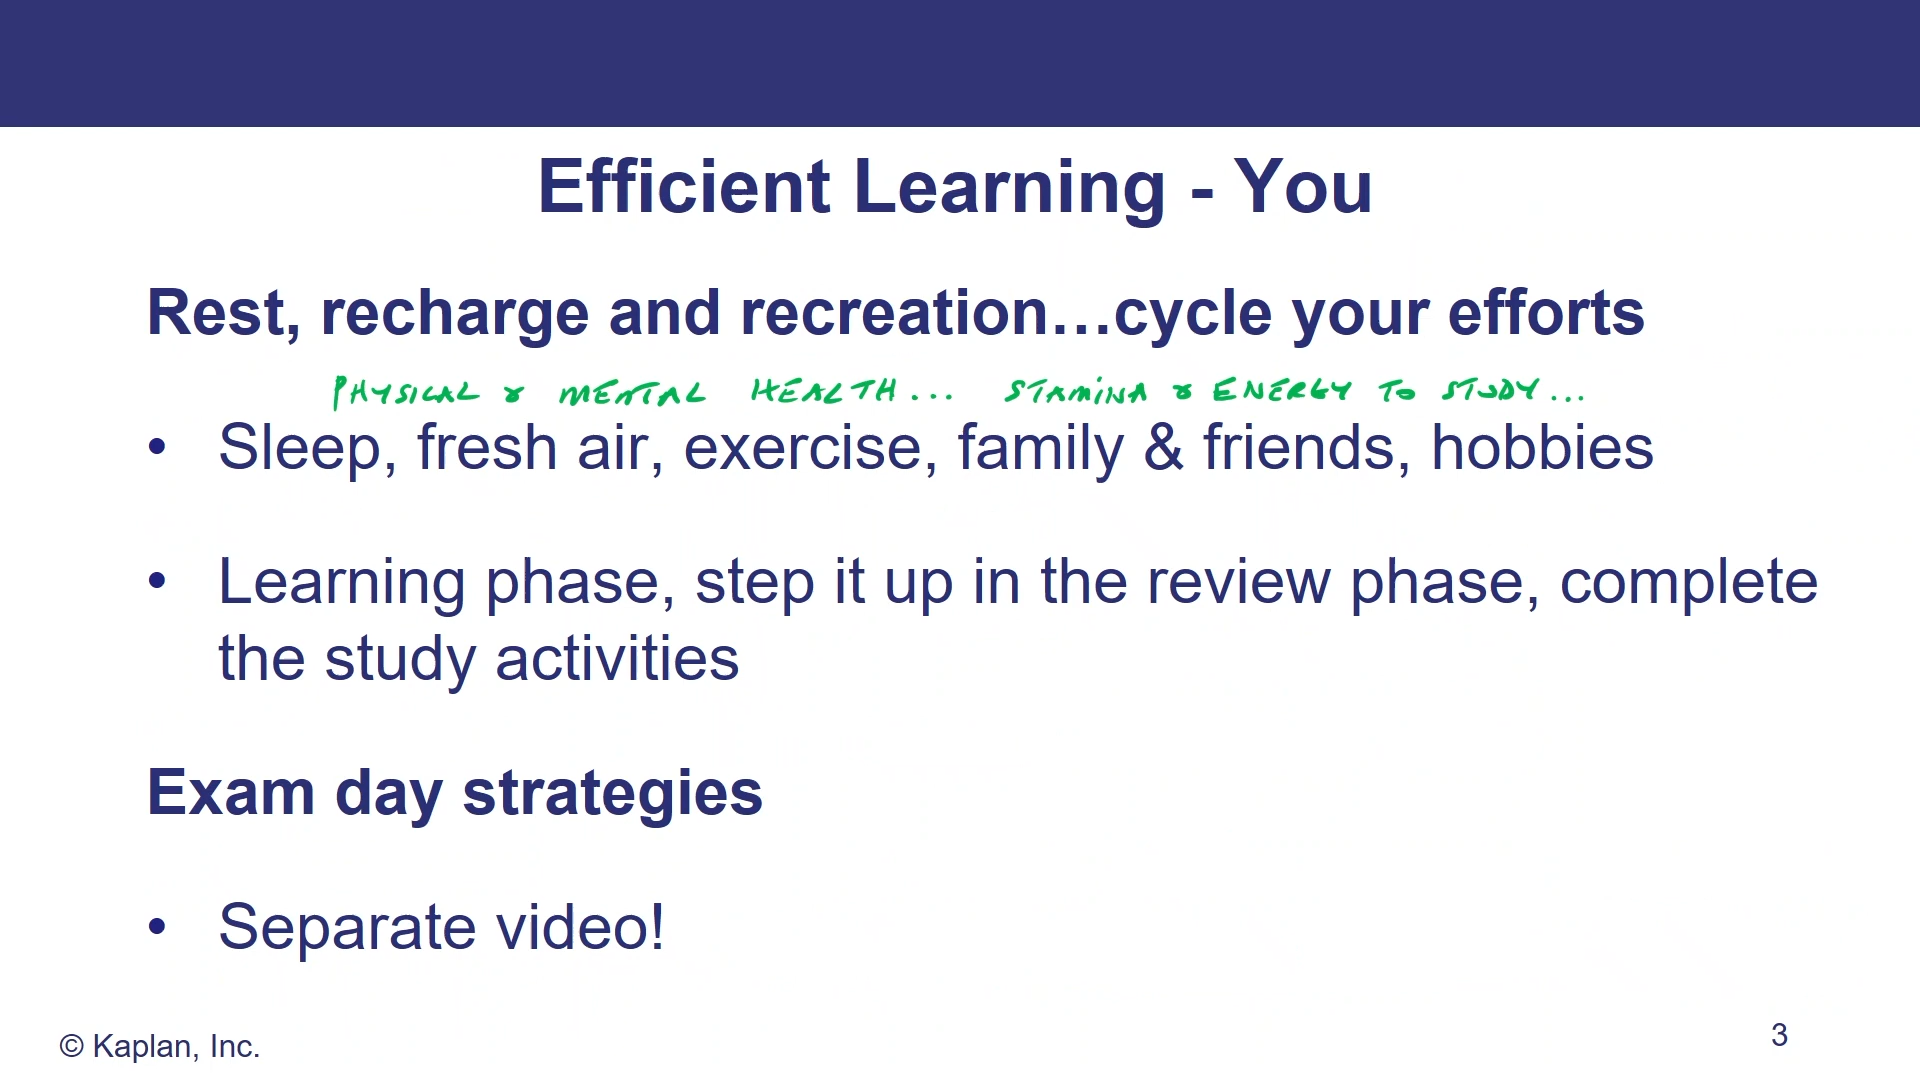 Efficient Learning - You
Rest, recharge and recreation…cycle your efforts
PHYSICAL & MENTAL HEALTH... STAMINA & ENERGY TO STUDY...
• Sleep, fresh air, exercise, family & friends, hobbies
• Learning phase, step it up in the review phase, complete
the study activities
Exam day strategies
• Separate video!
© Kaplan, Inc.
3